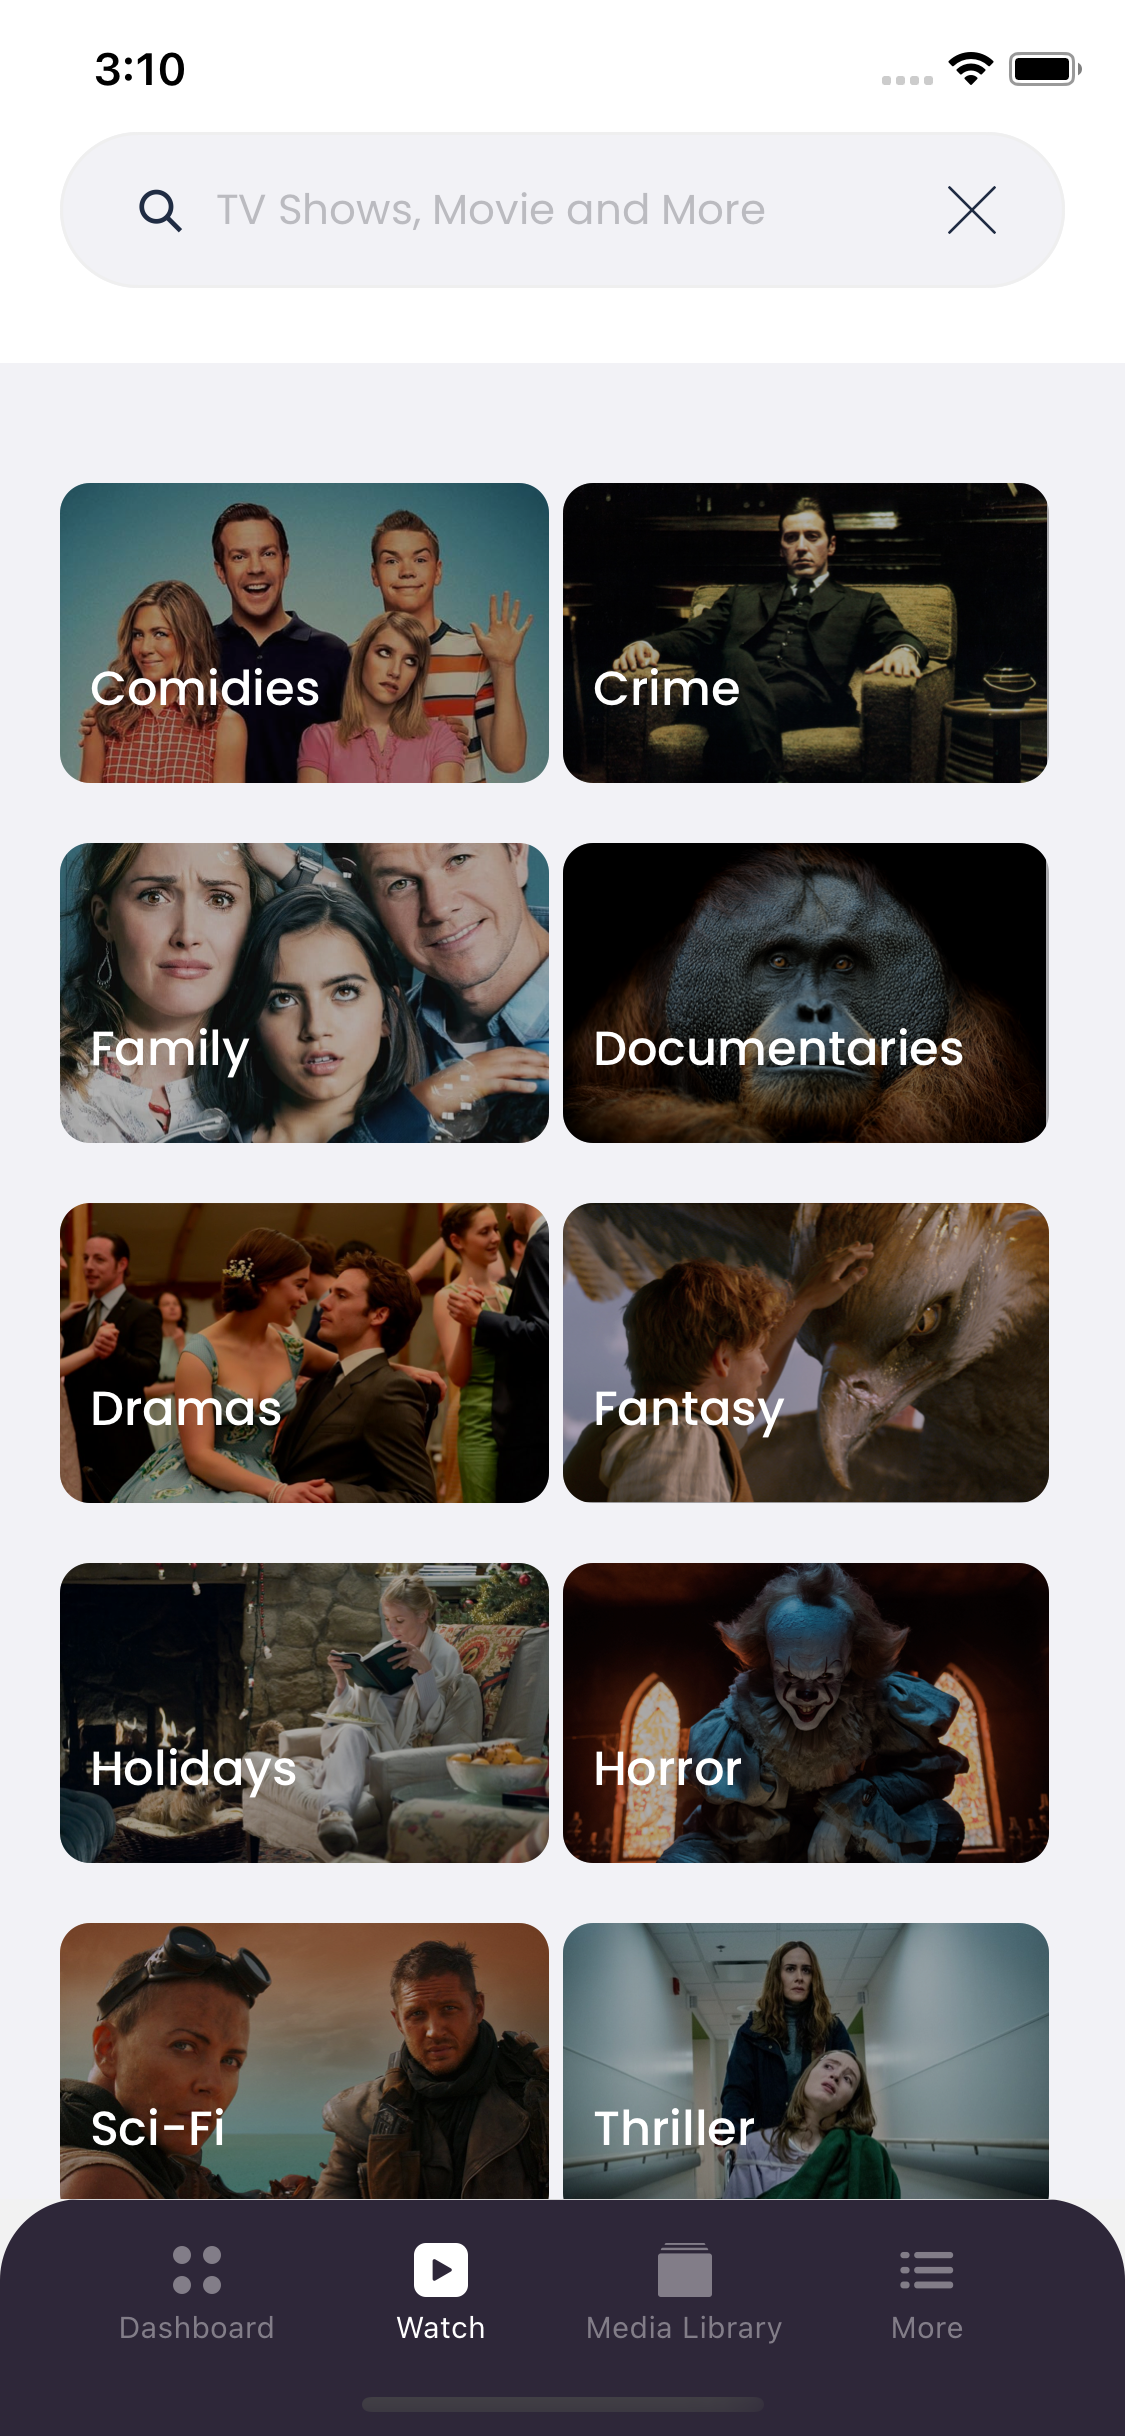 3:10
TV Shows, Movie and More
Comidies
Crime
Family
Documentaries
Dramas
Fantasy
Holidays
Horror
Sci-Fi
Thriller
Dashboard
Watch
Media Library
More